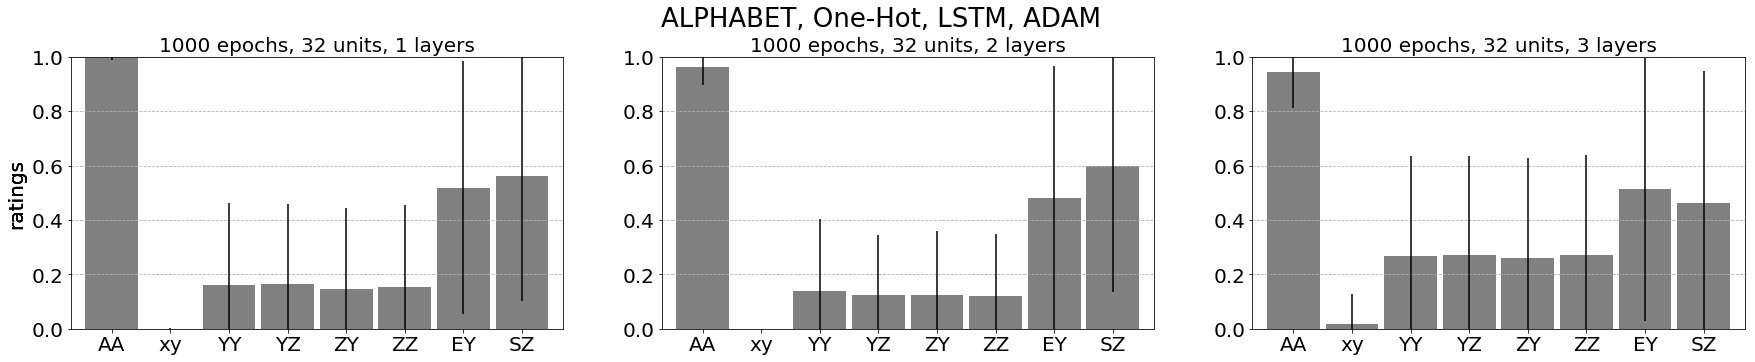 ALPHABET, One-Hot, LSTM, ADAM
1000 epochs, 32 units, 1 layers
1000 epochs, 32 units, 2 layers
1000 epochs, 32 units, 3 layers
ratings
1.0
0.8
0.6
0.4
0.2
0.0
AA xy YY YZ ZY ZZ EY SZ
1.0
0.8
0.6
0.4
0.2
0.0
AA xy YY YZ ZY ZZ EY SZ
1.0
0.8
0.6
0.4
0.2
0.0
AA xy YY YZ ZY ZZ EY SZ